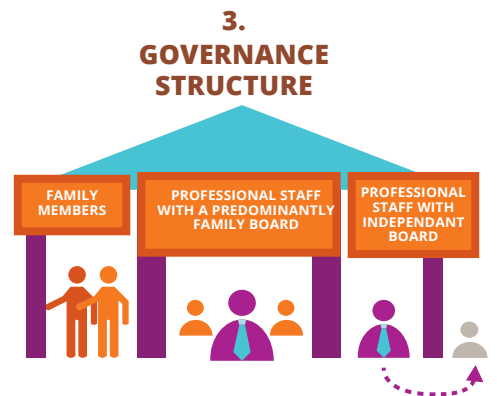 3.
GOVERNANCE
STRUCTURE
FAMILY
MEMBERS
PROFESSIONAL STAFF
WITH A PREDOMINANTLY
FAMILY BOARD
PROFESSIONAL
STAFF WITH
INDEPENDANT
BOARD